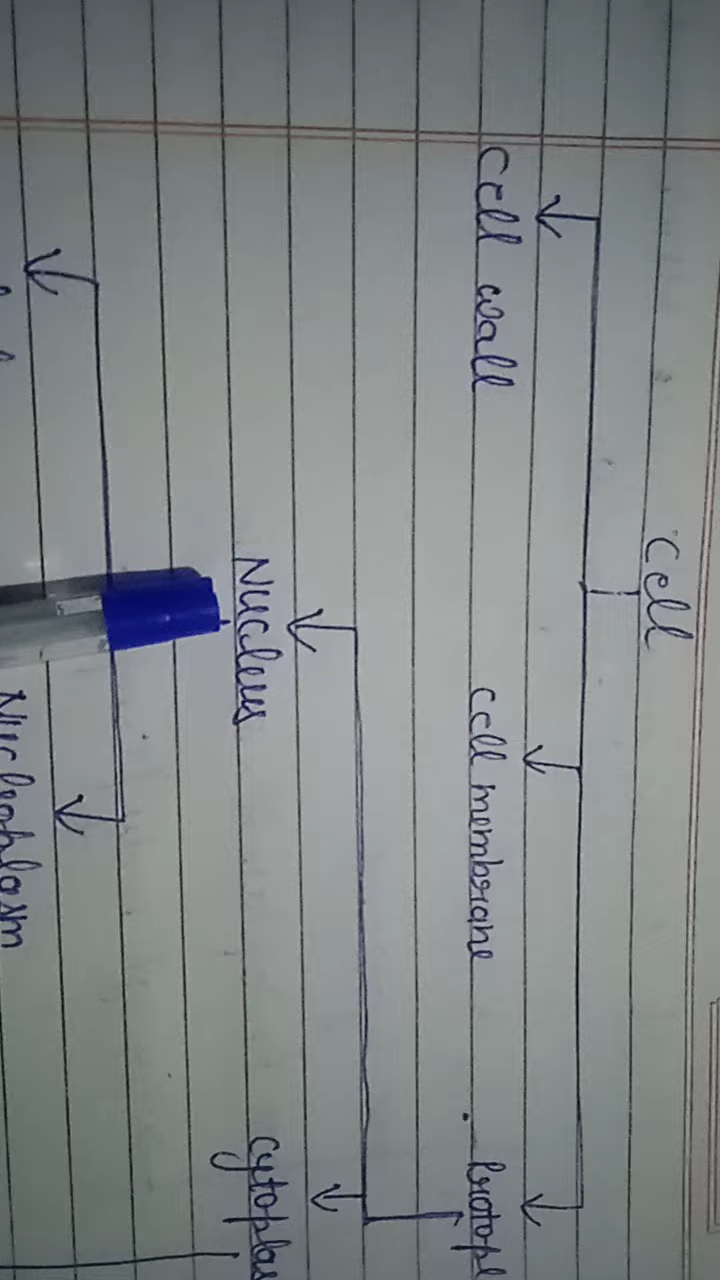 Cell
Cell wall
Cell membrane
Protopl
Nucleus
Cytoplas
Nucleoplasm